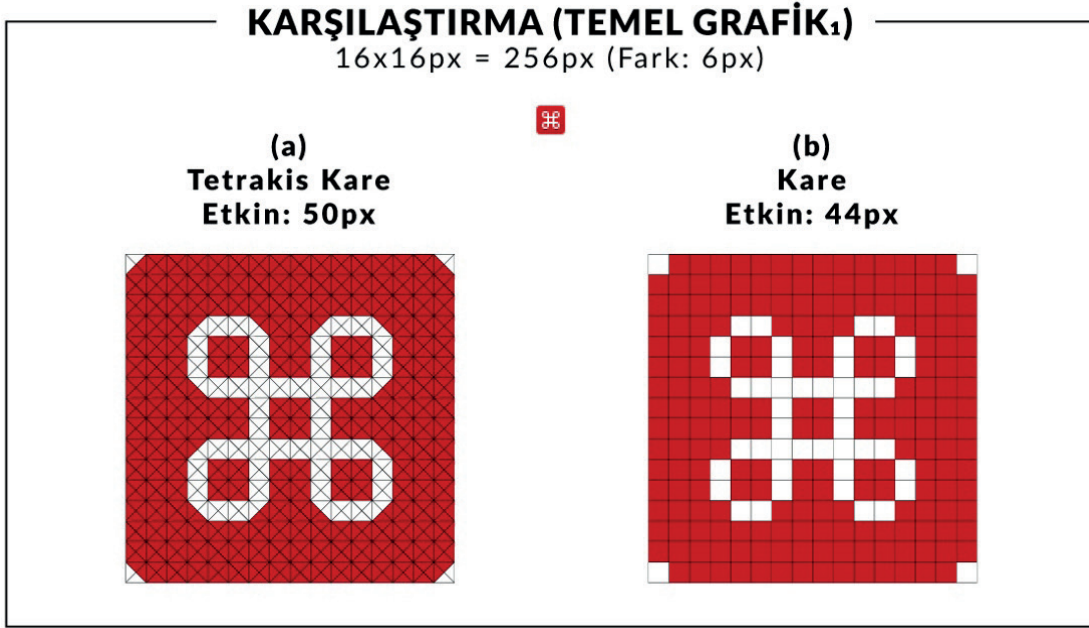 KARŞILAŞTIRMA (TEMEL GRAFİK₁)
16x16px = 256px (Fark: 6px)
(a)
Tetrakis Kare
Etkin: 50px
(b)
Kare
Etkin: 44px